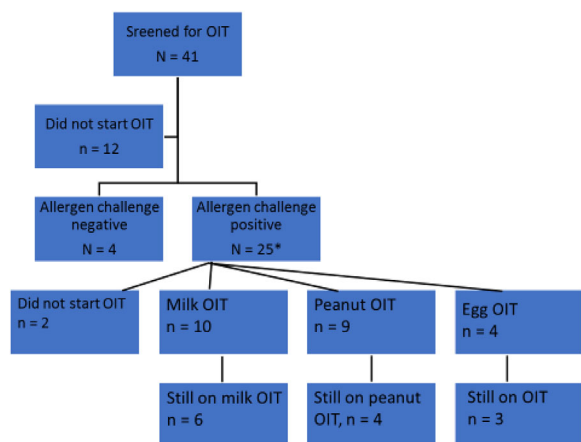 Sreened for OIT
N = 41
Did not start OIT
n = 12
Allergen challenge
negative
N = 4
Allergen challenge
positive
N = 25*
Did not start OIT
n = 2
Milk OIT
n = 10
Peanut OIT
n = 9
Egg OIT
n = 4
Still on milk OIT
n = 6
Still on peanut
OIT, n = 4
Still on OIT
n = 3